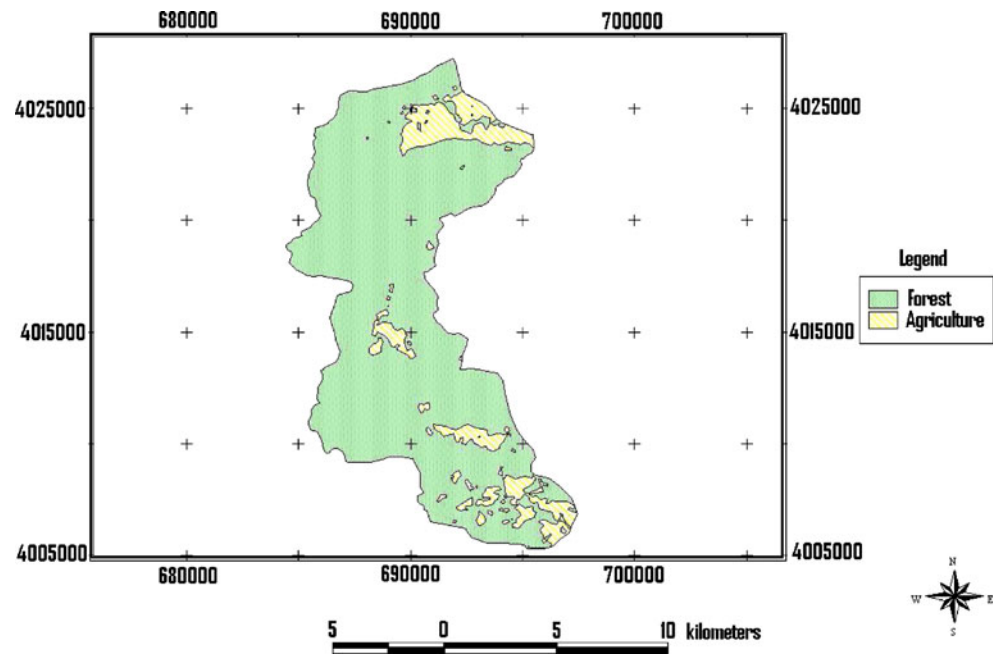 680000 690000 700000
4025000 4025000
Legend
Forest
Agriculture
4015000 4015000
4005000 4005000
680000 690000 700000
N
W E
S
5 0 5 10 kilometers